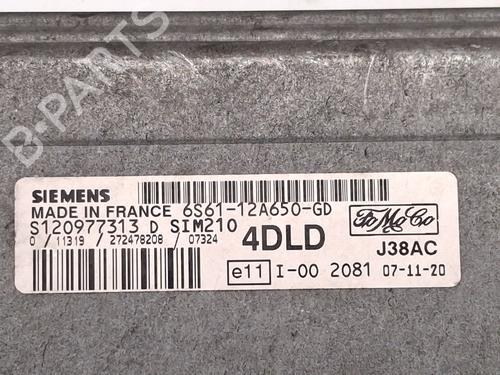 B-PARTS
SIEMENS
MADE IN FRANCE 6S61-12A650-GD
S120977313 D SIM210
0 / 11319 / 272478208 / 07324
4DLD
FoMoCo
J38AC
e11 I-00 2081 07-11-20